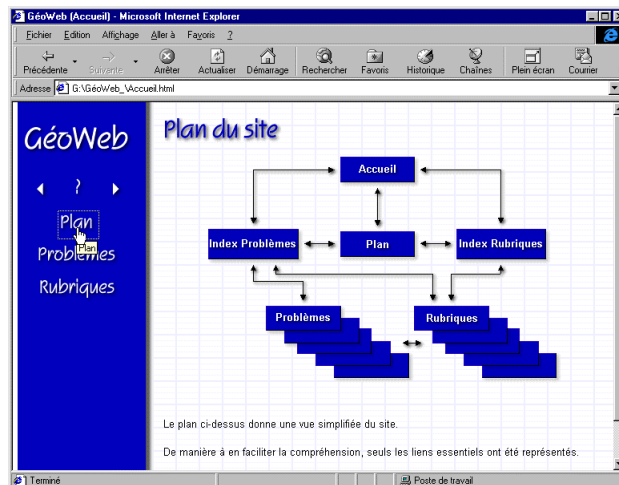 GéoWeb (Accueil) - Microsoft Internet Explorer
Fichier Edition Affichage Aller à Favoris ?
Précédente Suivante Arrêter Actualiser Démarrage Rechercher Favoris Historique Chaînes Plein écran Courrier
Adresse G:\GéoWeb_\Accueil.html
GéoWeb
?
Plan
Plan
Problèmes
Rubriques
Plan du site
Accueil
Index Problèmes Plan Index Rubriques
Problèmes Rubriques
Le plan ci-dessus donne une vue simplifiée du site.
De manière à en faciliter la compréhension, seuls les liens essentiels ont été représentés.
Terminé Poste de travail